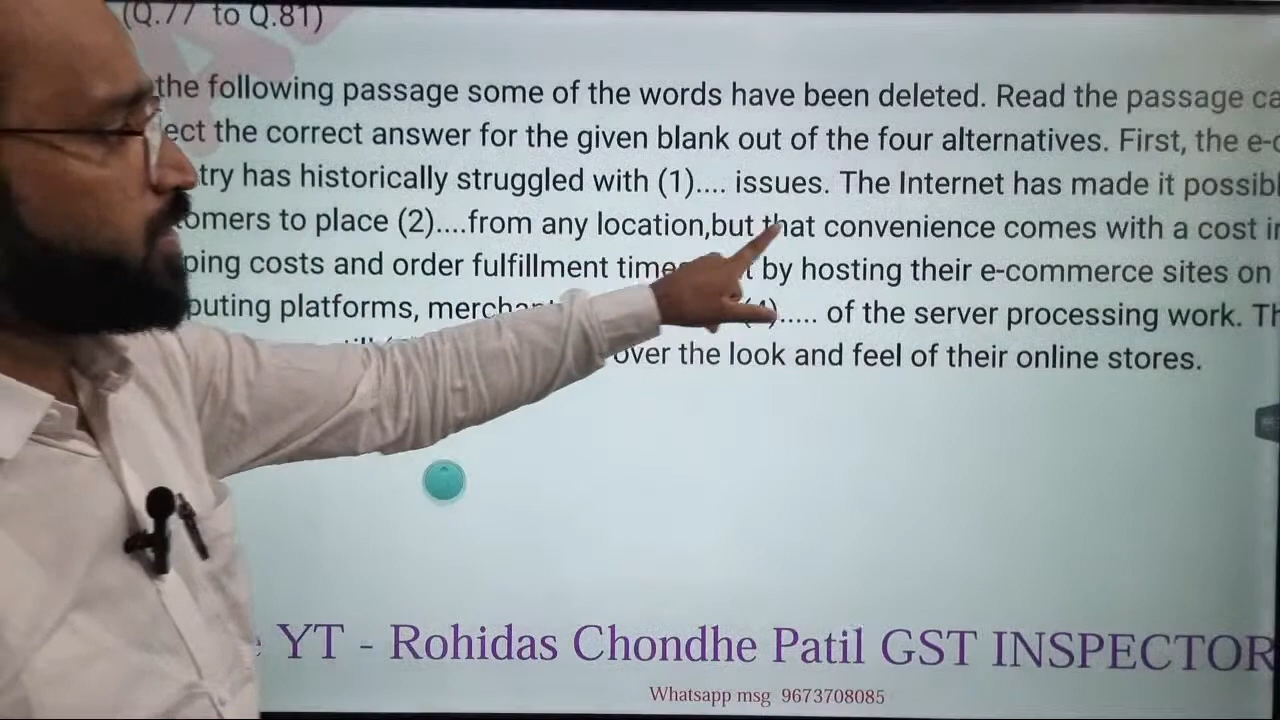 (Q.77 to Q.81)
the following passage some of the words have been deleted. Read the passage ca
ect the correct answer for the given blank out of the four alternatives. First, the e-c
try has historically struggled with (1).... issues. The Internet has made it possibl
omers to place (2)....from any location,but that convenience comes with a cost in
ping costs and order fulfillment time by hosting their e-commerce sites on
puting platforms, merchan (4)..... of the server processing work. Th
over the look and feel of their online stores.
YT - Rohidas Chondhe Patil GST INSPECTOR
Whatsapp msg 9673708085